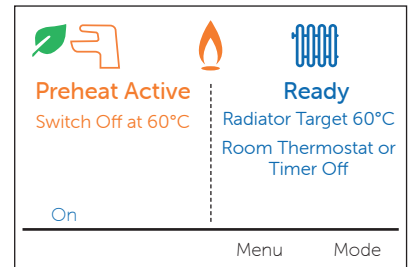 Preheat Active
Switch Off at 60°C
On
Ready
Radiator Target 60°C
Room Thermostat or
Timer Off
Menu
Mode